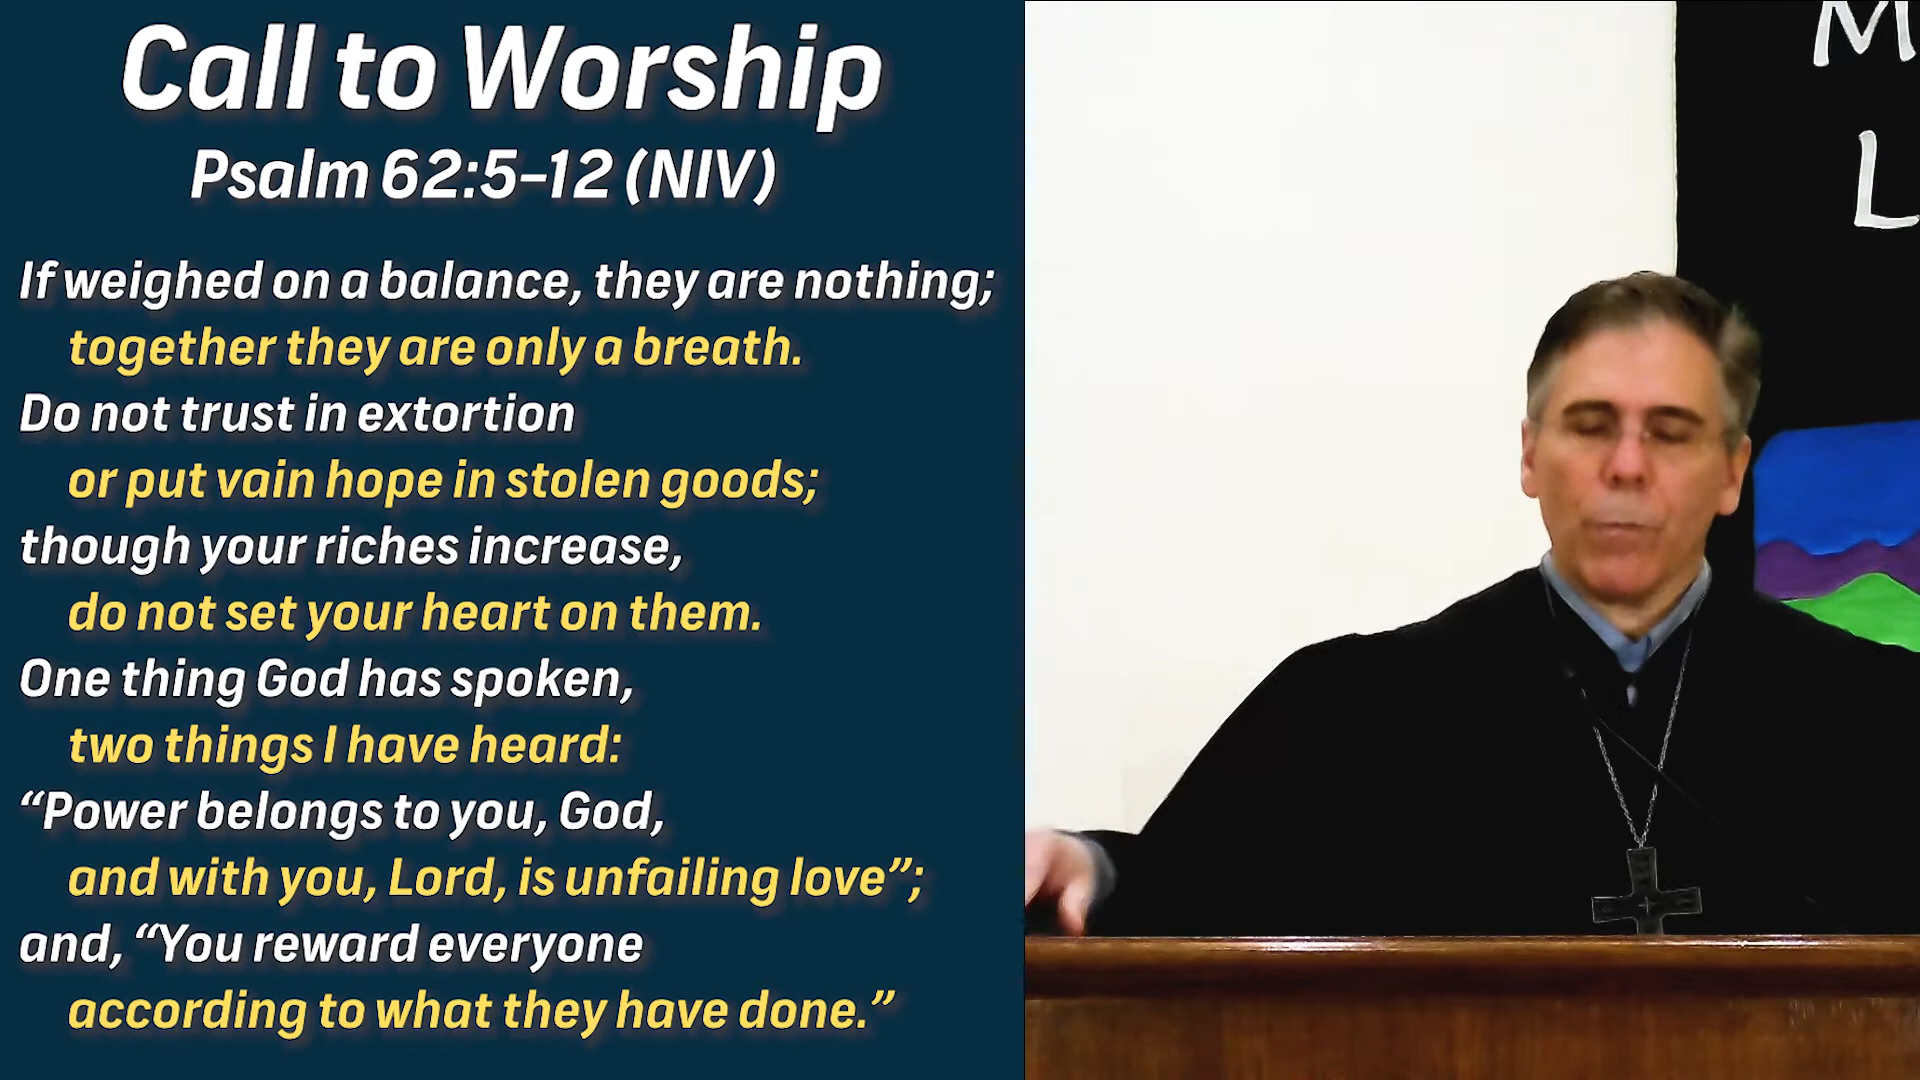 Call to Worship
Psalm 62:5-12 (NIV)
If weighed on a balance, they are nothing;
together they are only a breath.
Do not trust in extortion
or put vain hope in stolen goods;
though your riches increase,
do not set your heart on them.
One thing God has spoken,
two things I have heard:
“Power belongs to you, God,
and with you, Lord, is unfailing love”;
and, “You reward everyone
according to what they have done.”
M
L